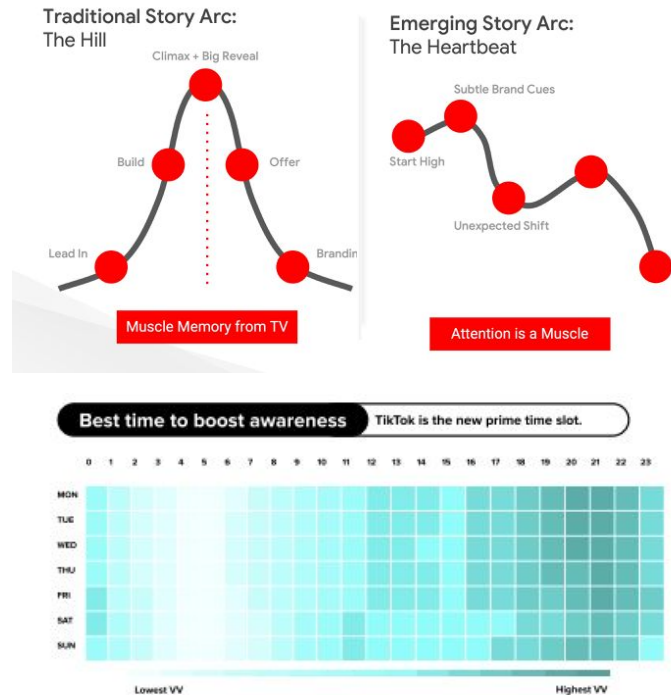 Traditional Story Arc:
The Hill
Climax + Big Reveal
Build
Offer
Lead In
Brandin
Muscle Memory from TV
Emerging Story Arc:
The Heartbeat
Subtle Brand Cues
Start High
Unexpected Shift
Attention is a Muscle
Best time to boost awareness
TikTok is the new prime time slot.
0 1 2 3 4 5 6 7 8 9 10 11 12 13 14 15 16 17 18 19 20 21 22 23
MON
TUE
WED
THU
FRI
SAT
SUN
Lowest VV
Highest VV